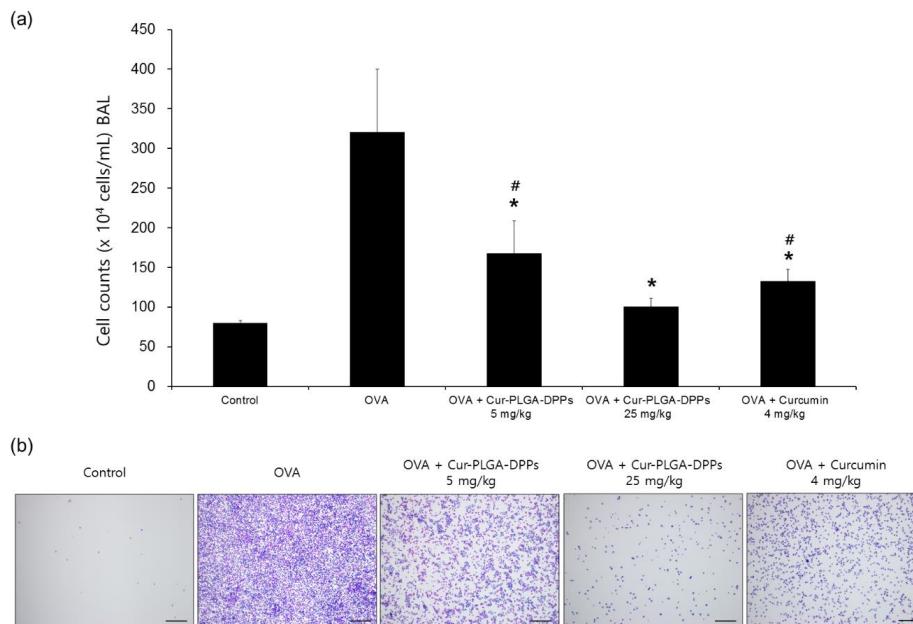 (a)
Cell counts (x 10⁴ cells/mL) BAL
450
400
350
300
250
200
150
100
50
0
#
*
*
#
*
Control
OVA
OVA + Cur-PLGA-DPPs
5 mg/kg
OVA + Cur-PLGA-DPPs
25 mg/kg
OVA + Curcumin
4 mg/kg
(b)
Control
OVA
OVA + Cur-PLGA-DPPs
5 mg/kg
OVA + Cur-PLGA-DPPs
25 mg/kg
OVA + Curcumin
4 mg/kg